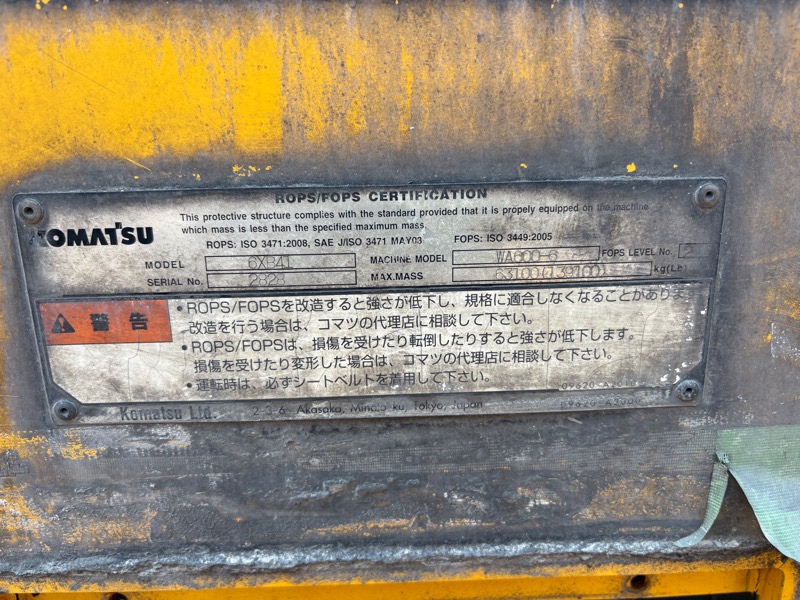 ROPS/FOPS CERTIFICATION
KOMATSU
This protective structure complies with the standard provided that it is propely equipped on the machine
which mass is less than the specified maximum mass.
ROPS: ISO 3471:2008, SAE J/ISO 3471 MAY03 FOPS: ISO 3449:2005
MODEL 6XB41 MACHINE MODEL WA600-6 FOPS LEVEL No. 2
SERIAL No. 2828 MAX.MASS 63100(139100) kg(Lb)
警告
・ROPS/FOPSを改造すると強さが低下し、規格に適合しなくなることがあります
改造を行う場合は、コマツの代理店に相談して下さい。
・ROPS/FOPSは、損傷を受けたり転倒したりすると強さが低下します。
損傷を受けたり変形した場合は、コマツの代理店に相談して下さい。
・運転時は、必ずシートベルトを着用して下さい。
Komatsu Ltd. 2-3-6, Akasaka, Minato-ku, Tokyo, Japan